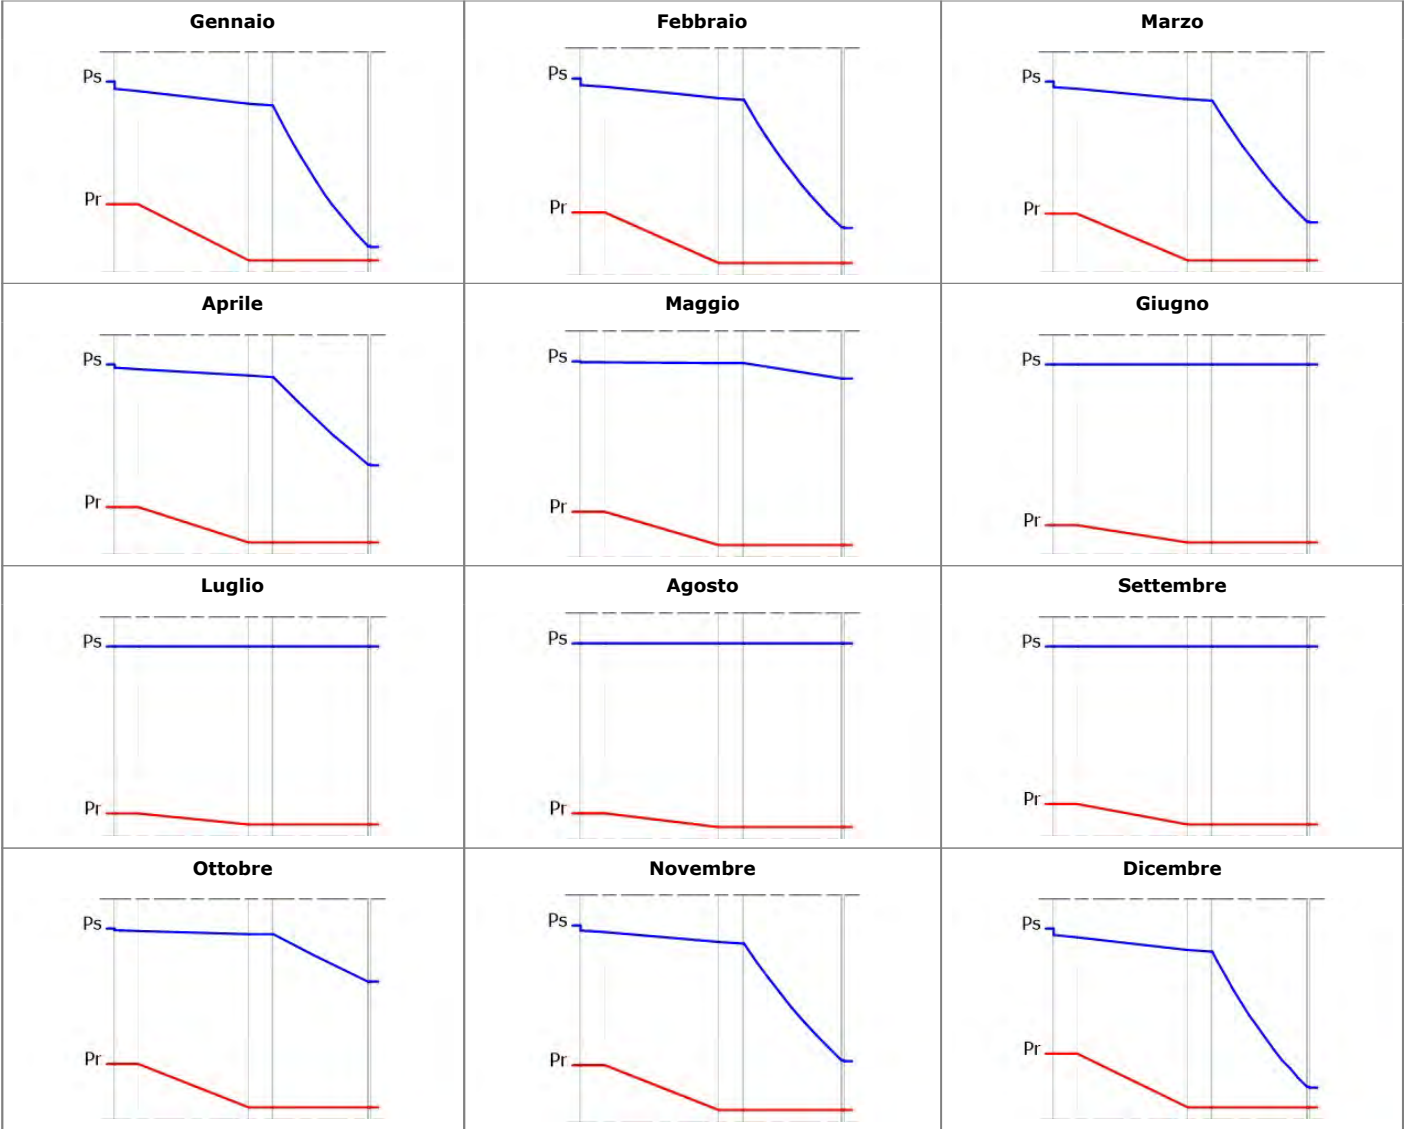 Gennaio
Febbraio
Marzo
Ps
Pr
Ps
Pr
Ps
Pr
Aprile
Maggio
Giugno
Ps
Pr
Ps
Pr
Ps
Pr
Luglio
Agosto
Settembre
Ps
Pr
Ps
Pr
Ps
Pr
Ottobre
Novembre
Dicembre
Ps
Pr
Ps
Pr
Ps
Pr